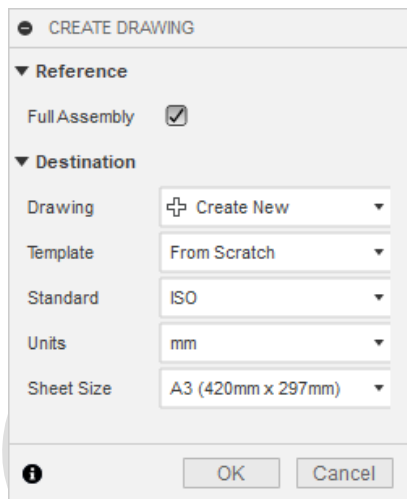 CREATE DRAWING
Reference
Full Assembly
Destination
Drawing Create New
Template From Scratch
Standard ISO
Units mm
Sheet Size A3 (420mm x 297mm)
OK Cancel